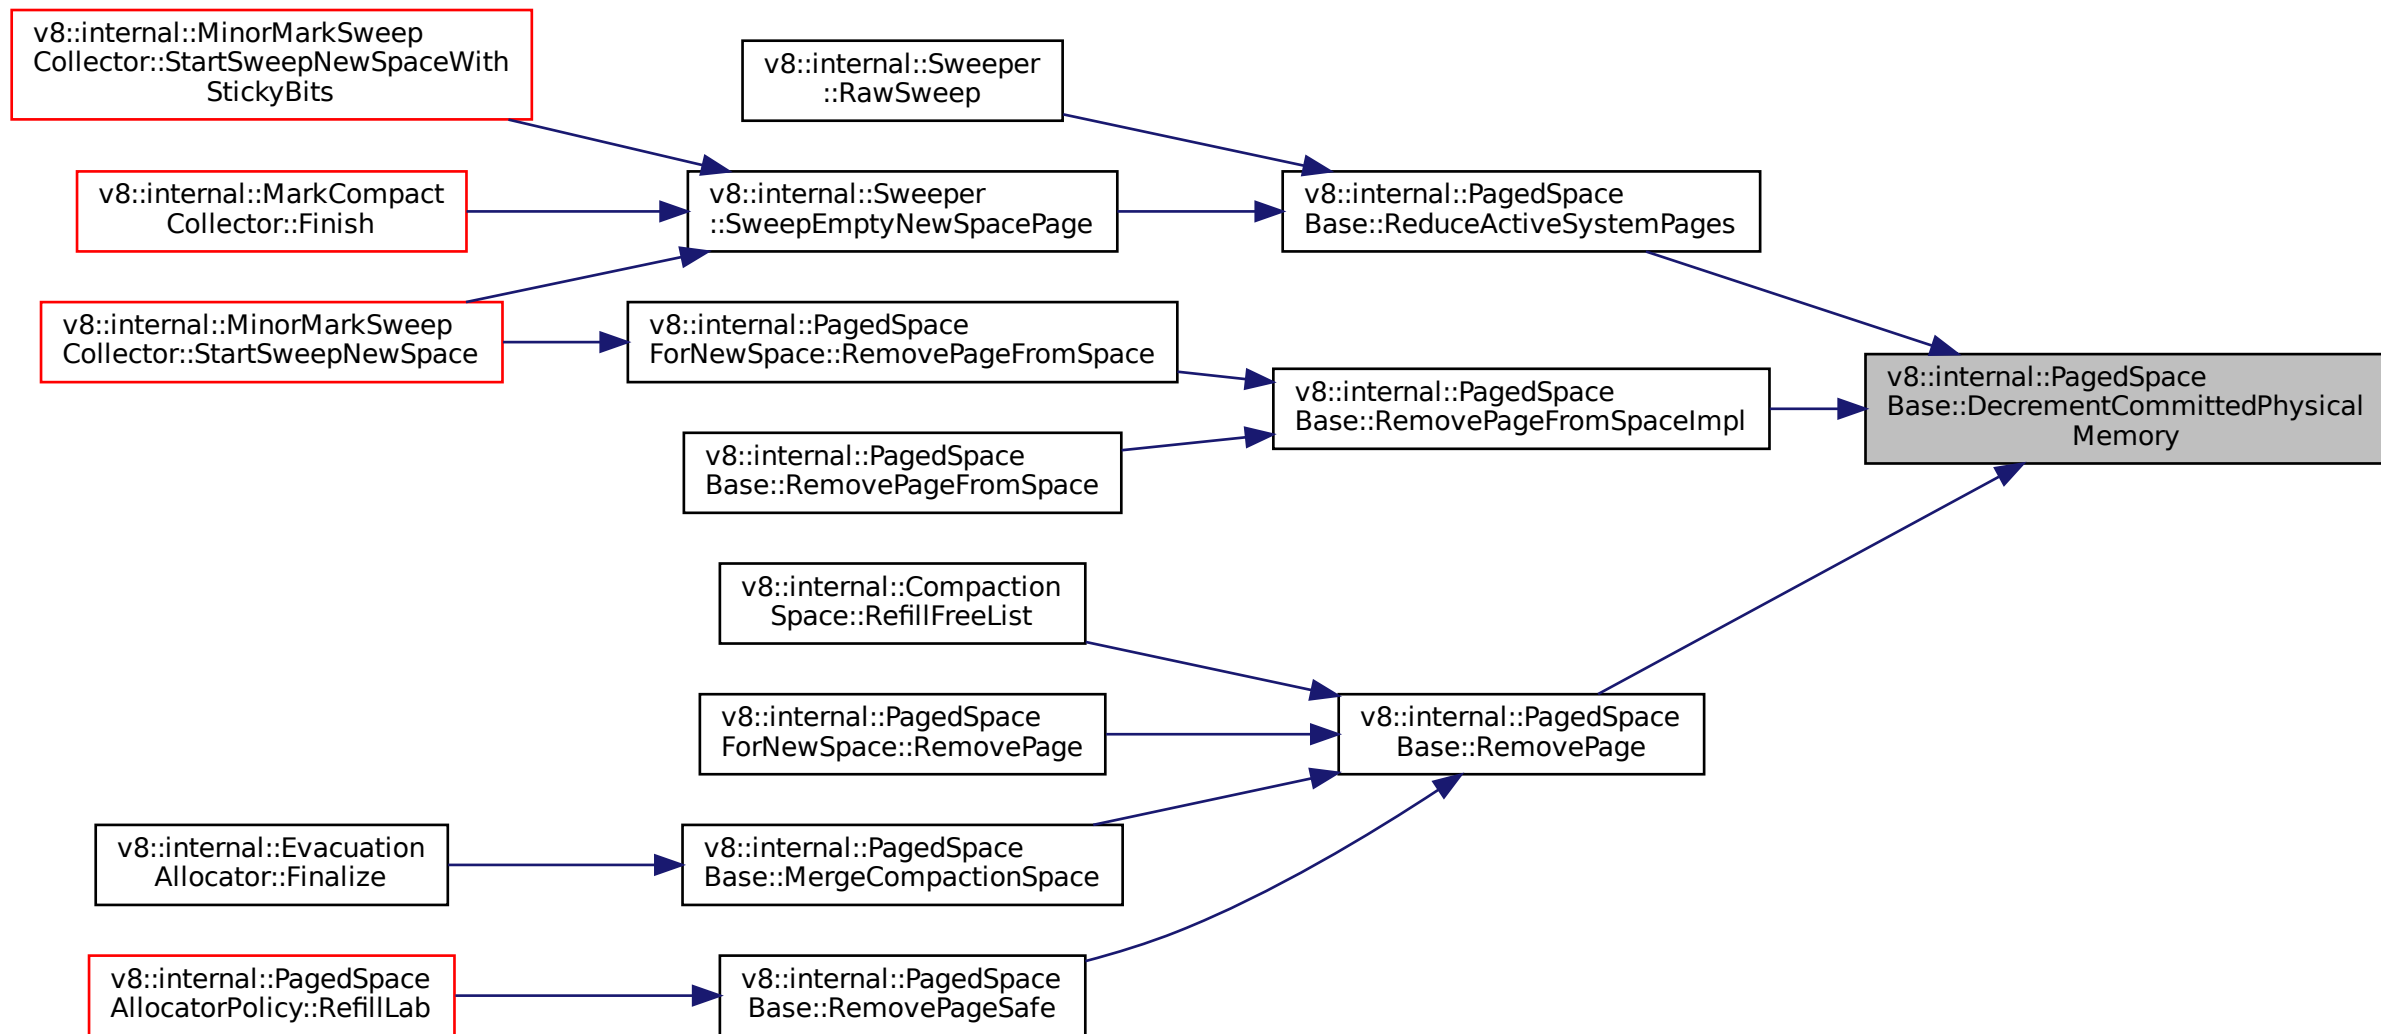 v8::internal::MinorMarkSweep
Collector::StartSweepNewSpaceWith
StickyBits
v8::internal::Sweeper
::RawSweep
v8::internal::MarkCompact
Collector::Finish
v8::internal::Sweeper
::SweepEmptyNewSpacePage
v8::internal::PagedSpace
Base::ReduceActiveSystemPages
v8::internal::MinorMarkSweep
Collector::StartSweepNewSpace
v8::internal::PagedSpace
ForNewSpace::RemovePageFromSpace
v8::internal::PagedSpace
Base::RemovePageFromSpaceImpl
v8::internal::PagedSpace
Base::DecrementCommittedPhysical
Memory
v8::internal::PagedSpace
Base::RemovePageFromSpace
v8::internal::Compaction
Space::RefillFreeList
v8::internal::PagedSpace
ForNewSpace::RemovePage
v8::internal::PagedSpace
Base::RemovePage
v8::internal::Evacuation
Allocator::Finalize
v8::internal::PagedSpace
Base::MergeCompactionSpace
v8::internal::PagedSpace
AllocatorPolicy::RefillLab
v8::internal::PagedSpace
Base::RemovePageSafe